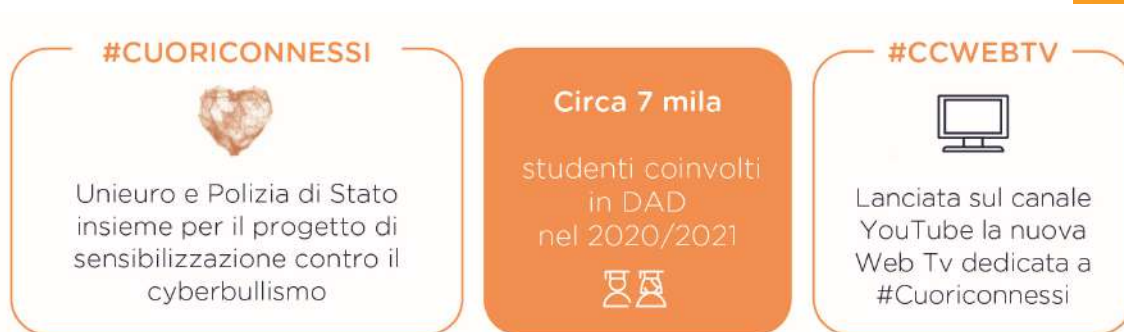 #CUORICONNESSI
Unieuro e Polizia di Stato
insieme per il progetto di
sensibilizzazione contro il
cyberbullismo
Circa 7 mila
studenti coinvolti
in DAD
nel 2020/2021
#CCWEBTV
Lanciata sul canale
YouTube la nuova
Web Tv dedicata a
#Cuoriconnessi